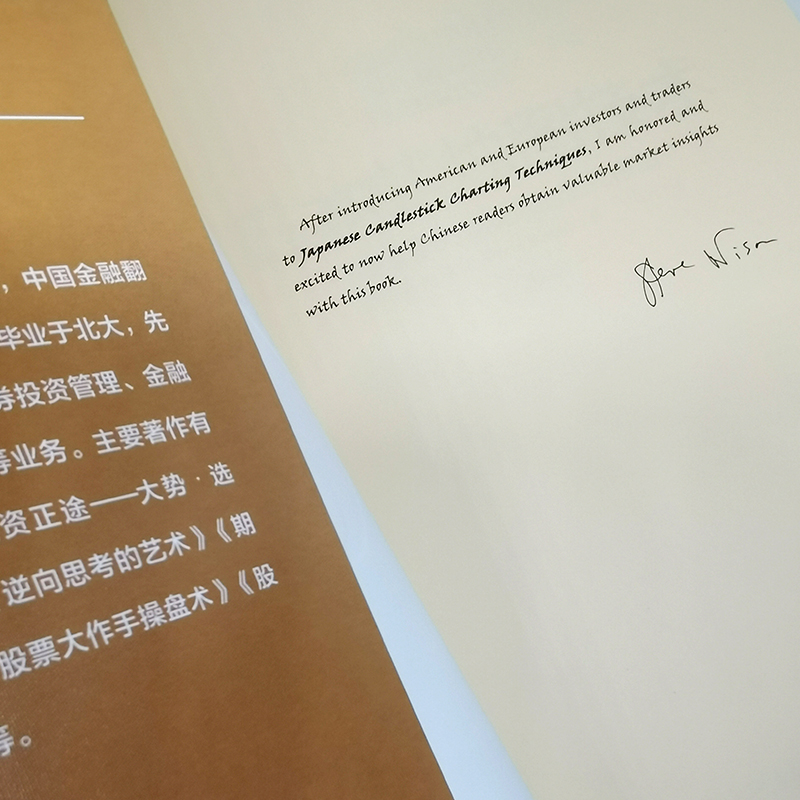 ，中国金融翻
毕业于北大，先
券投资管理、金融
等业务。主要著作有
资正途——大势·选
逆向思考的艺术》《期
股票大作手操盘术》《股
等。
After introducing American and European investors and traders
to Japanese Candlestick Charting Techniques, I am honored and
excited to now help Chinese readers obtain valuable market insights
with this book.
Steve Nison